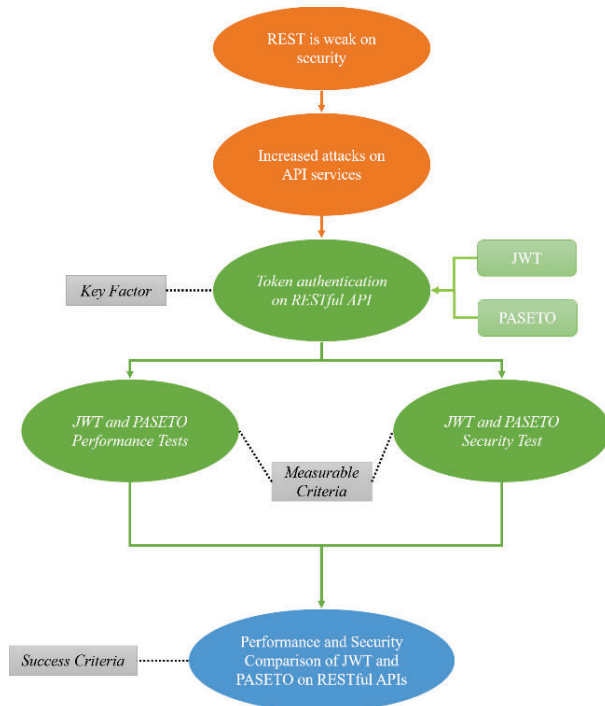 REST is weak on
security
Increased attacks on
API services
Key Factor
Token authentication
on RESTful API
JWT
PASETO
JWT and PASETO
Performance Tests
JWT and PASETO
Security Test
Measurable
Criteria
Success Criteria
Performance and Security
Comparison of JWT and
PASETO on RESTful APIs